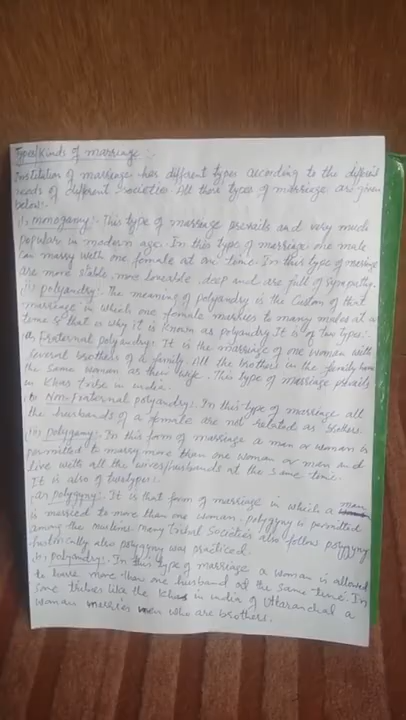 Types/Kinds of marriage :-
Institution of marriage has different types according to the
needs of different societies. All these types of marriage are given
below:-
monogamy:- This type of marriage prevails and very much
popular in modern age. In this type of marriage one male
can marry with one female at one time. In this type of marriage
are more stable, more loveable, deep and are full of sympathy.
(ii) polyandry:- the meaning of polyandry is the custom of that
marriage in which one female marries to many males at a
time so that is why it is known as polyandry. It is of two types:-
a) Fraternal polyandry:- It is the marriage of one woman with
several brothers of a family. All the brothers in the family have
the same woman as their wife. This type of marriage prevails
in Khas tribe in india.
b) Non-fraternal polyandry:- In this type of marriage all
the husbands of a female are not related as brothers.
(iii) polygamy:- In this form of marriage a man or woman is
permitted to marry more than one woman or man and
live with all the wives/husbands at the same time.
It is also of two types:-
a) polygyny:- It is that form of marriage in which a man
is married to more than one woman. polygyny is permitted
among the muslims. many tribal societies also follow polygyny
also polygyny was practiced.
b) polyandry:- In this type of marriage a woman is allowed
to have more than one husband at the same time. In
some tribes like the Khas in india of Uttaranchal a
woman marries men who are brothers.